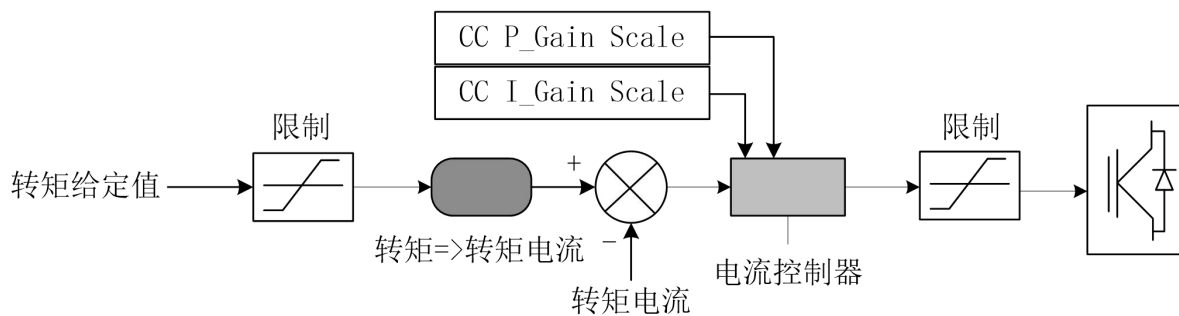 CC P_Gain Scale
CC I_Gain Scale
限制
限制
转矩给定值
+
转矩=>转矩电流
−
电流控制器
转矩电流